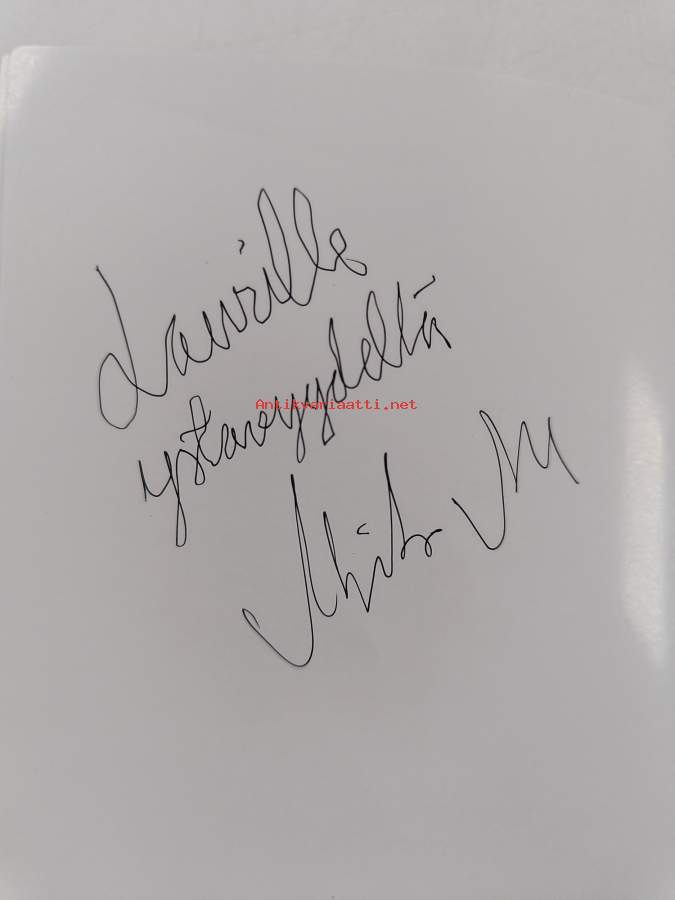 Laurille
ystävyydellä
Antikvariaatti.net
M